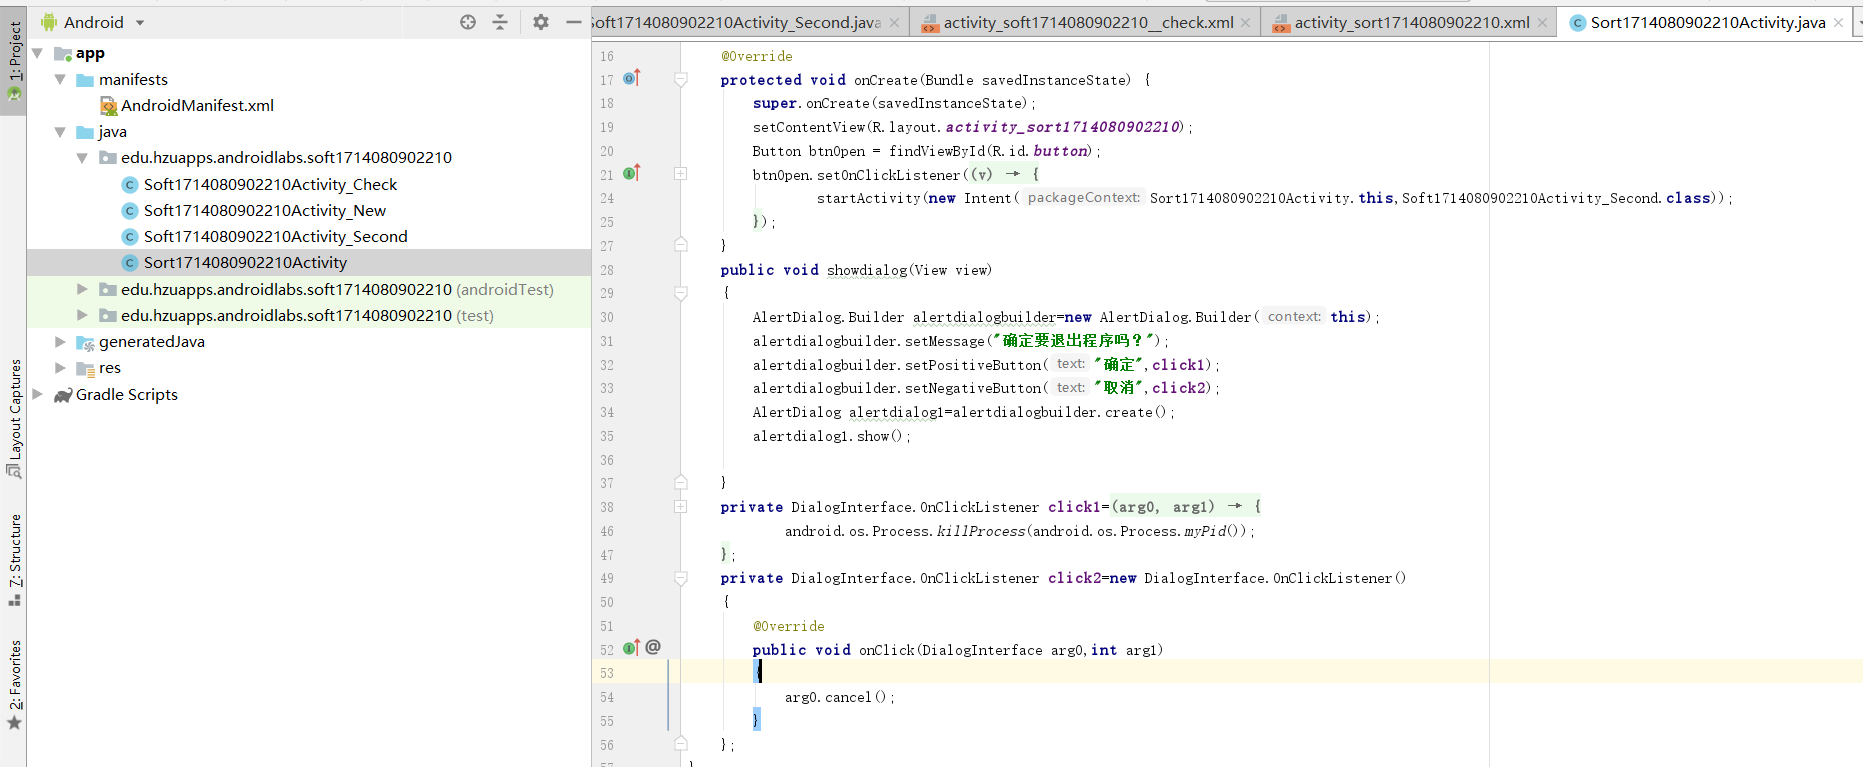 Android
Soft1714080902210Activity_Second.java
activity_soft1714080902210__check.xml
activity_sort1714080902210.xml
Sort1714080902210Activity.java
1: Project
Layout Captures
7: Structure
2: Favorites
app
manifests
AndroidManifest.xml
java
edu.hzuapps.androidlabs.soft1714080902210
Soft1714080902210Activity_Check
Soft1714080902210Activity_New
Soft1714080902210Activity_Second
Sort1714080902210Activity
edu.hzuapps.androidlabs.soft1714080902210 (androidTest)
edu.hzuapps.androidlabs.soft1714080902210 (test)
generatedJava
res
Gradle Scripts
16 @Override
17 protected void onCreate(Bundle savedInstanceState) {
18 super.onCreate(savedInstanceState);
19 setContentView(R.layout.activity_sort1714080902210);
20 Button btnOpen = findViewById(R.id.button);
21 btnOpen.setOnClickListener((v) → {
24 startActivity(new Intent( packageContext: Sort1714080902210Activity.this,Soft1714080902210Activity_Second.class));
25 });
27 }
28 public void showdialog(View view)
29 {
30 AlertDialog.Builder alertdialogbuilder=new AlertDialog.Builder( context: this);
31 alertdialogbuilder.setMessage("确定要退出程序吗？");
32 alertdialogbuilder.setPositiveButton( text: "确定",click1);
33 alertdialogbuilder.setNegativeButton( text: "取消",click2);
34 AlertDialog alertdialog1=alertdialogbuilder.create();
35 alertdialog1.show();
36
37 }
38 private DialogInterface.OnClickListener click1=(arg0, arg1) → {
46 android.os.Process.killProcess(android.os.Process.myPid());
47 };
49 private DialogInterface.OnClickListener click2=new DialogInterface.OnClickListener()
50 {
51 @Override
52 @ public void onClick(DialogInterface arg0,int arg1)
53 {
54 arg0.cancel();
55 }
56 };
57 }